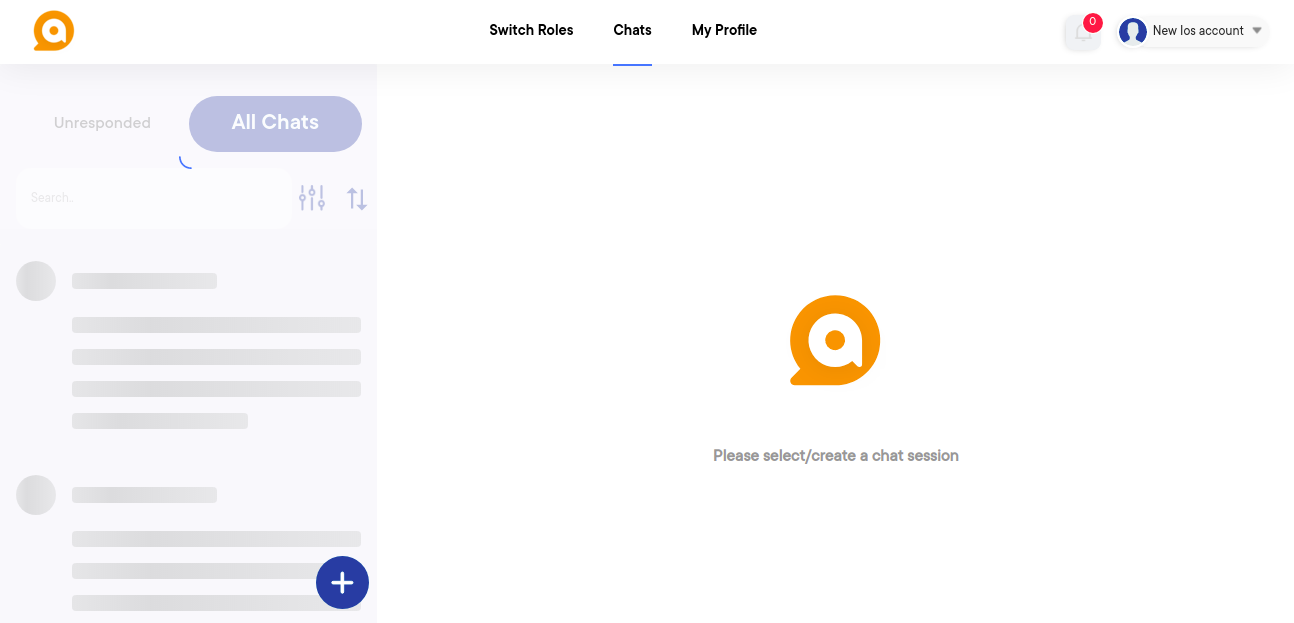 Switch Roles
Chats
My Profile
0
New Ios account
Unresponded
All Chats
Search..
Please select/create a chat session